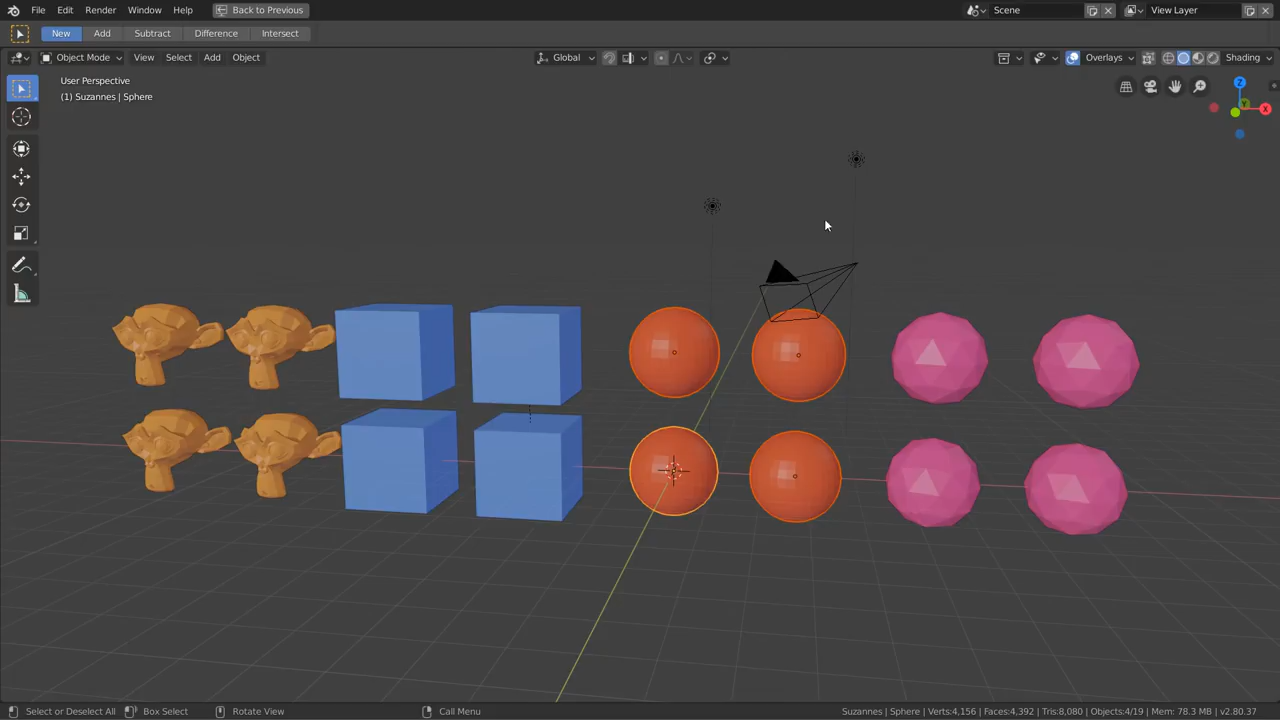 File Edit Render Window Help Back to Previous Scene View Layer
New Add Subtract Difference Intersect
Object Mode View Select Add Object Global Overlays Shading
User Perspective
(1) Suzannes | Sphere
Z
Y
X
Select or Deselect All Box Select Rotate View Call Menu Suzannes | Sphere | Verts:4,156 | Faces:4,392 | Tris:8,080 | Objects:4/19 | Mem: 78.3 MB | v2.80.37